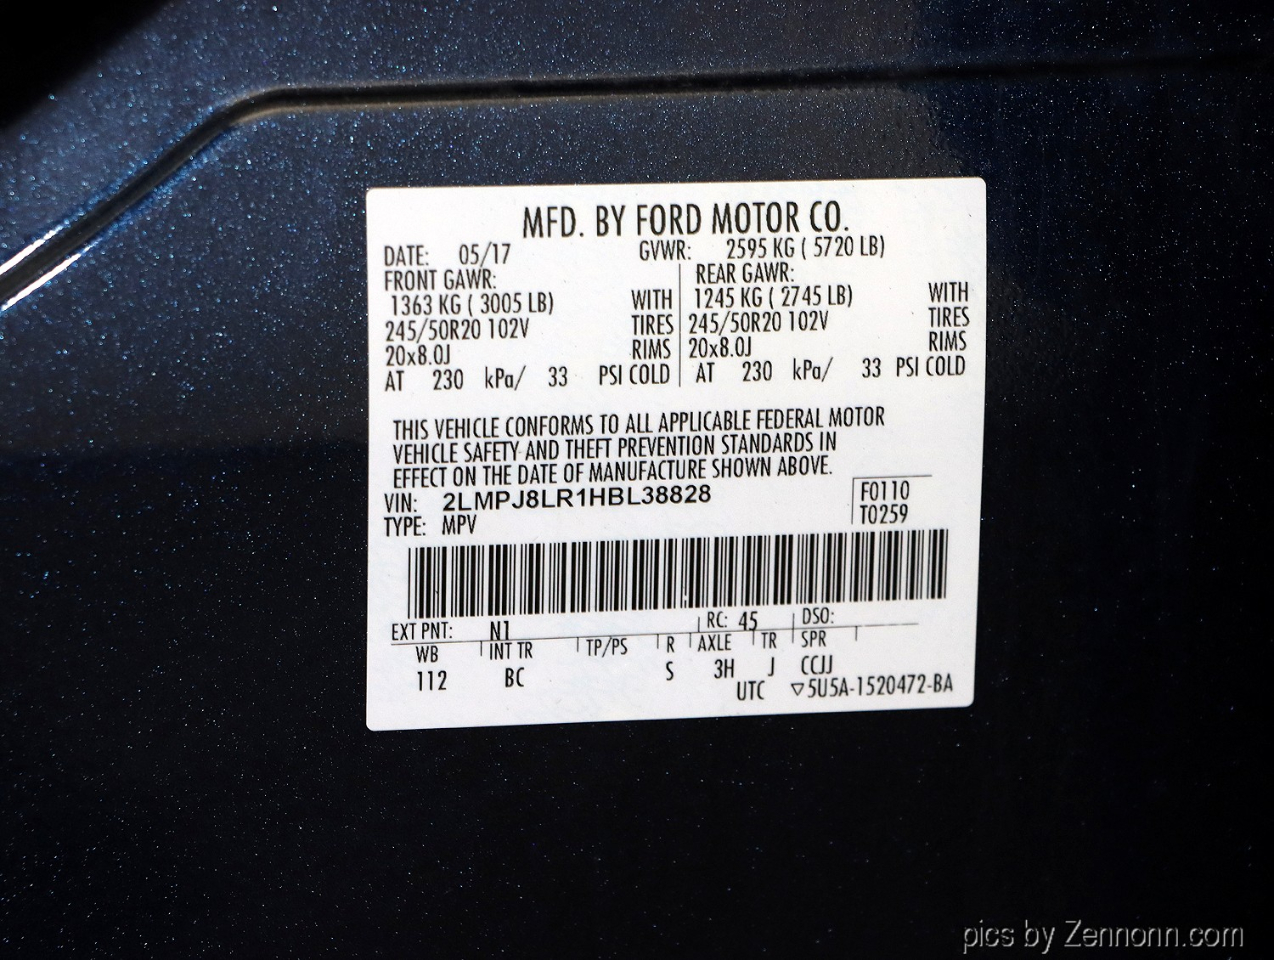 MFD. BY FORD MOTOR CO.
DATE: 05/17 GVWR: 2595 KG ( 5720 LB)
FRONT GAWR: REAR GAWR:
1363 KG ( 3005 LB) WITH 1245 KG ( 2745 LB) WITH
245/50R20 102V TIRES 245/50R20 102V TIRES
20x8.0J RIMS 20x8.0J RIMS
AT 230 kPa/ 33 PSI COLD AT 230 kPa/ 33 PSI COLD
THIS VEHICLE CONFORMS TO ALL APPLICABLE FEDERAL MOTOR
VEHICLE SAFETY AND THEFT PREVENTION STANDARDS IN
EFFECT ON THE DATE OF MANUFACTURE SHOWN ABOVE.
VIN: 2LMPJ8LR1HBL38828 F0110
TYPE: MPV T0259
EXT PNT: N1 RC: 45 DSO:
WB INT TR TP/PS R AXLE TR SPR
112 BC S 3H J CCJJ
UTC ▽5U5A-1520472-BA
pics by Zennonn.com